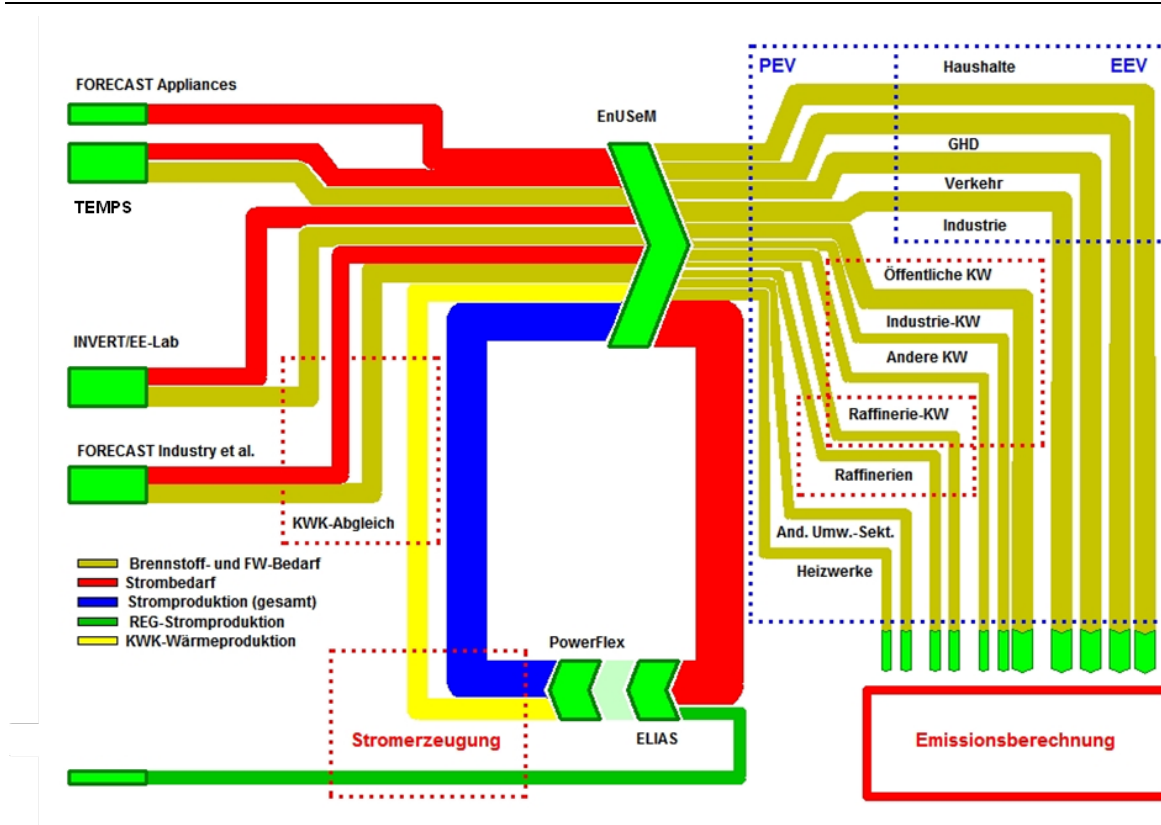 PEV
Haushalte
EEV
FORECAST Appliances
EnUSeM
GHD
Verkehr
TEMPS
Industrie
Öffentliche KW
Industrie-KW
INVERT/EE-Lab
Andere KW
Raffinerie-KW
FORECAST Industry et al.
Raffinerien
KWK-Abgleich
And. Umw.-Sekt.
Heizwerke
Brennstoff- und FW-Bedarf
Strombedarf
Stromproduktion (gesamt)
REG-Stromproduktion
KWK-Wärmeproduktion
PowerFlex
ELIAS
Stromerzeugung
Emissionsberechnung